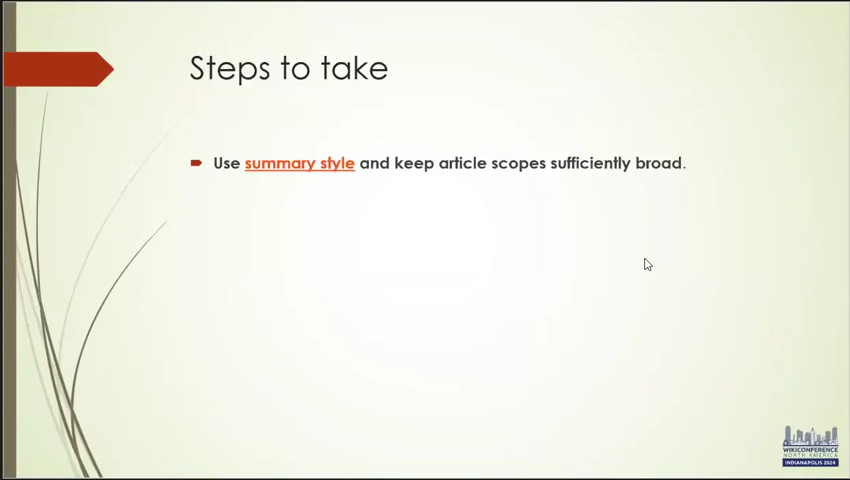 Steps to take
Use summary style and keep article scopes sufficiently broad.
WIKICONFERENCE
NORTH AMERICA
INDIANAPOLIS 2024